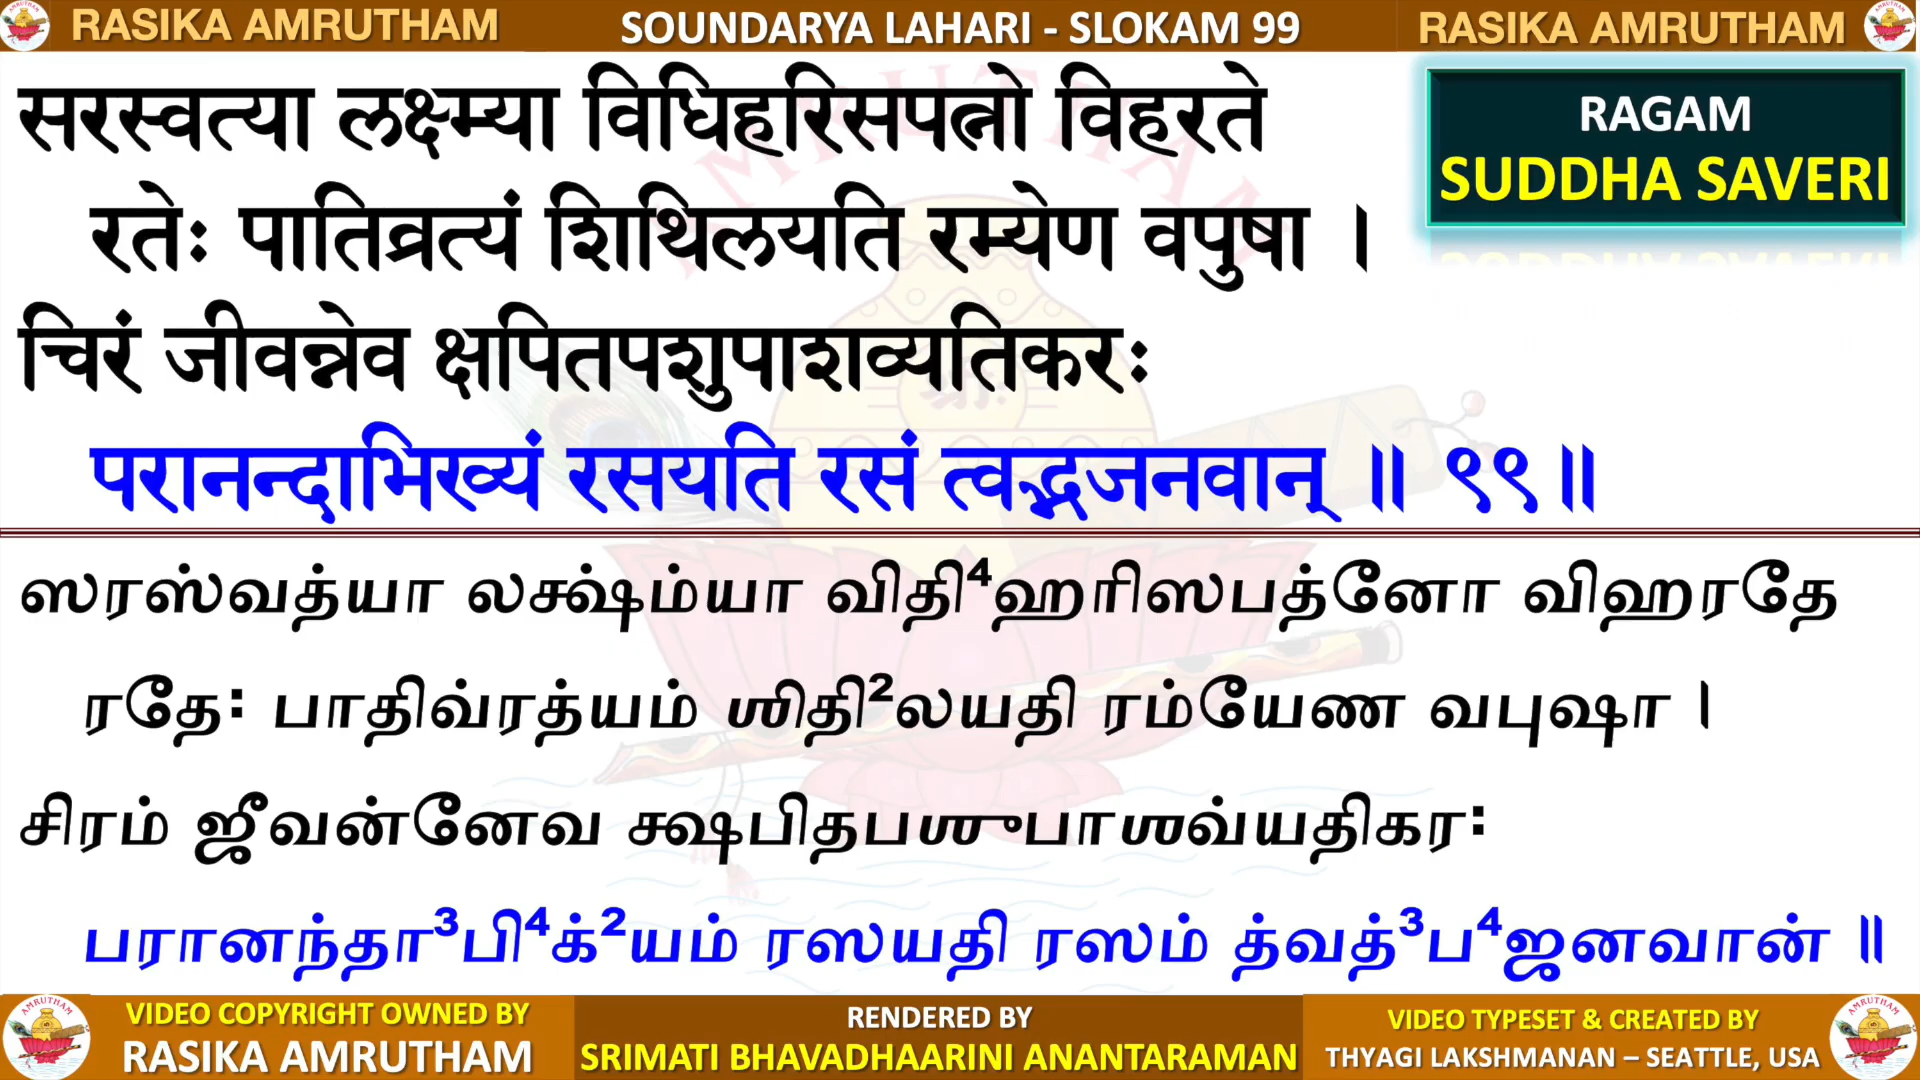 RASIKA AMRUTHAM
SOUNDARYA LAHARI - SLOKAM 99
RASIKA AMRUTHAM
सरस्वत्या लक्ष्म्या विधिहरिसपत्नो विहरते
रतेः पातिव्रत्यं शिथिलयति रम्येण वपुषा ।
चिरं जीवन्नेव क्षपितपशुपाशव्यतिकरः
परानन्दाभिख्यं रसयति रसं त्वद्भजनवान् ॥ ९९॥
RAGAM
SUDDHA SAVERI
ஸரஸ்வத்யா லக்ஷ்ம்யா விதி⁴ஹரிஸபத்னோ விஹரதே
ரதே꞉ பாதிவ்ரத்யம் ஶிதி²லயதி ரம்யேண வபுஷா ।
சிரம் ஜீவன்னேவ க்ஷபிதபஶுபாஶவ்யதிகர꞉
பரானந்தா³பி⁴க்²யம் ரஸயதி ரஸம் த்வத்³ப⁴ஜனவான் ॥
VIDEO COPYRIGHT OWNED BY
RASIKA AMRUTHAM
RENDERED BY
SRIMATI BHAVADHAARINI ANANTARAMAN
VIDEO TYPESET & CREATED BY
THYAGI LAKSHMANAN – SEATTLE, USA